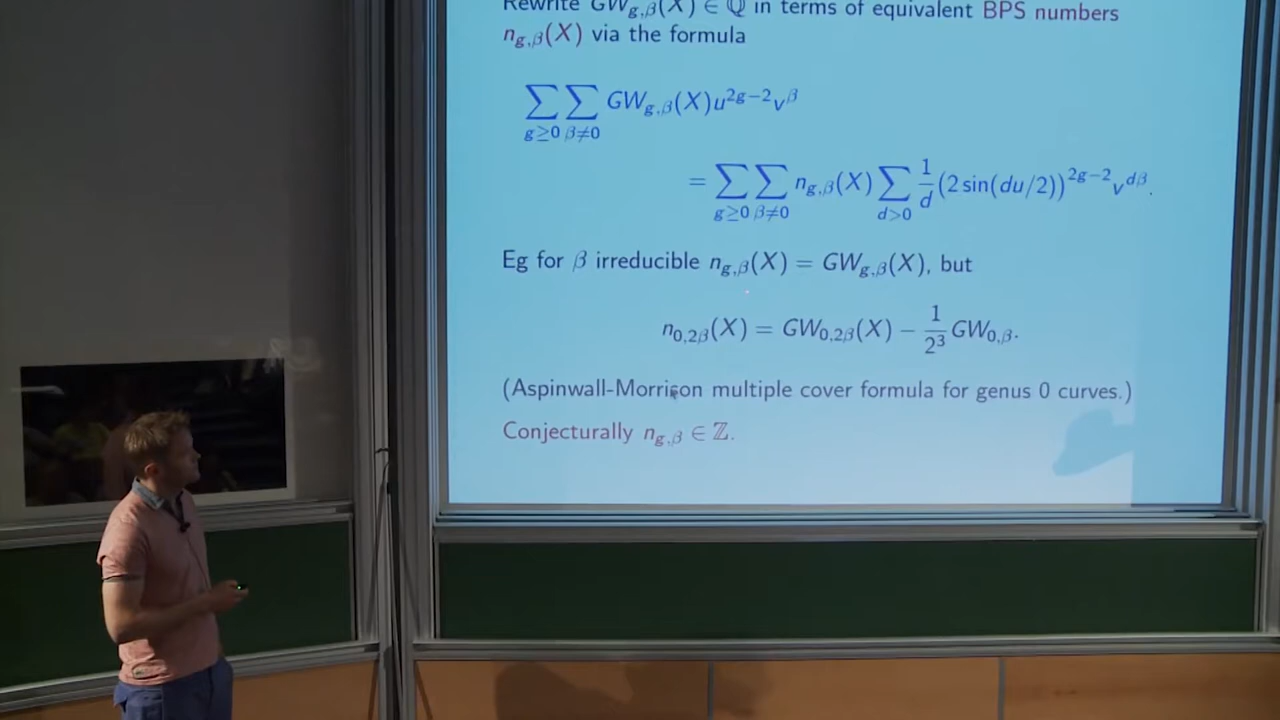 Rewrite GW_{g,β}(X) ∈ ℚ in terms of equivalent BPS numbers
n_{g,β}(X) via the formula
∑_{g≥0} ∑_{β≠0} GW_{g,β}(X) u^{2g−2} v^β
= ∑_{g≥0} ∑_{β≠0} n_{g,β}(X) ∑_{d>0} \frac{1}{d} (2 sin(du/2))^{2g−2} v^{dβ}.
Eg for β irreducible n_{g,β}(X) = GW_{g,β}(X), but
n_{0,2β}(X) = GW_{0,2β}(X) − \frac{1}{2^3} GW_{0,β}.
(Aspinwall-Morrison multiple cover formula for genus 0 curves.)
Conjecturally n_{g,β} ∈ ℤ.